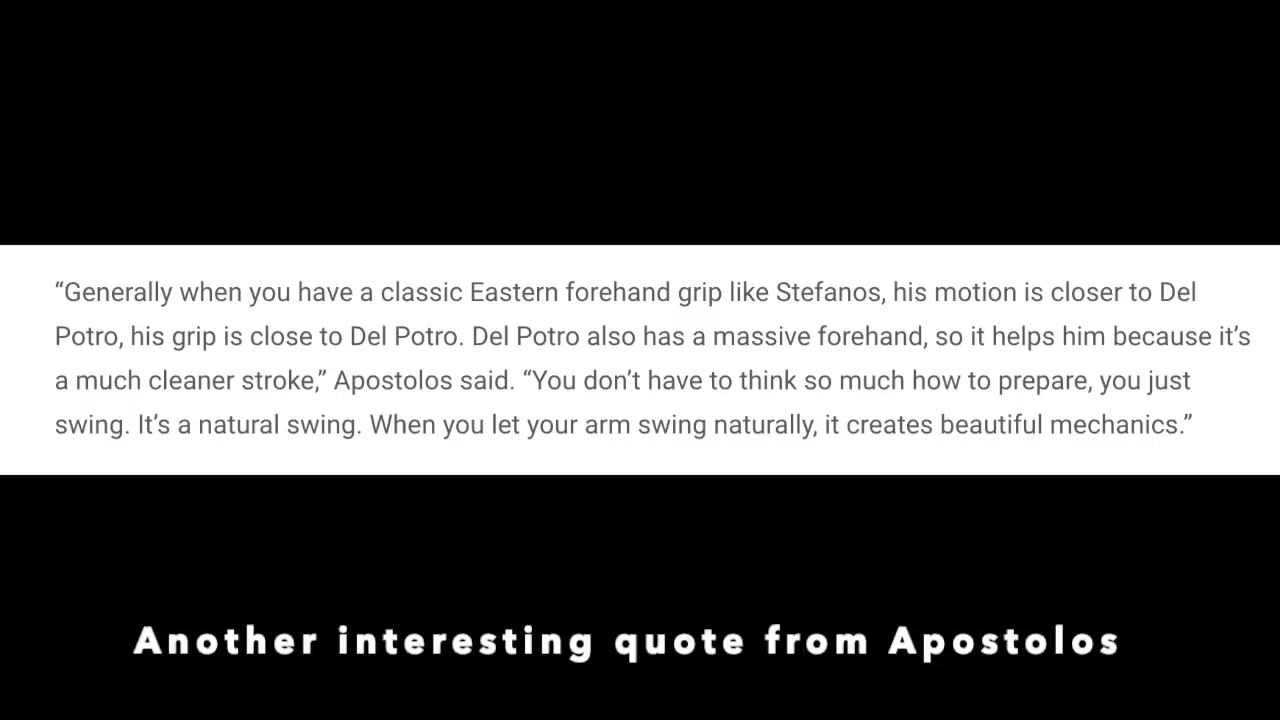 “Generally when you have a classic Eastern forehand grip like Stefanos, his motion is closer to Del
Potro, his grip is close to Del Potro. Del Potro also has a massive forehand, so it helps him because it’s
a much cleaner stroke,” Apostolos said. “You don’t have to think so much how to prepare, you just
swing. It’s a natural swing. When you let your arm swing naturally, it creates beautiful mechanics.”
Another interesting quote from Apostolos